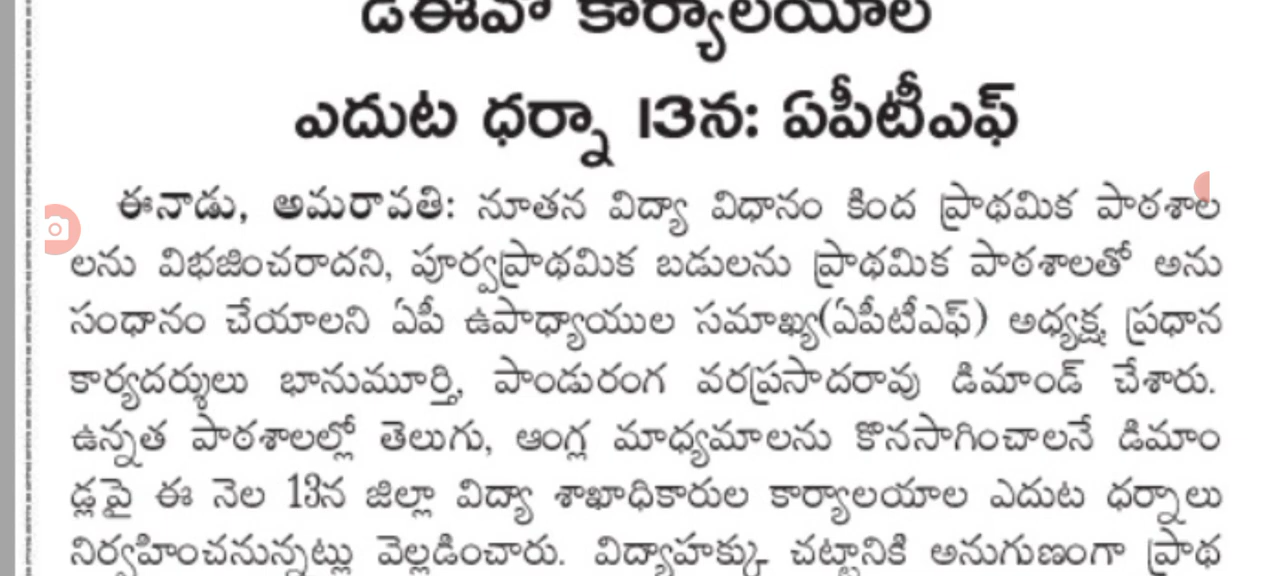 డీఈవో కార్యాలయాల
ఎదుట ధర్నా 13న: ఏపీటీఎఫ్
ఈనాడు, అమరావతి: నూతన విద్యా విధానం కింద ప్రాథమిక పాఠశాల
లను విభజించరాదని, పూర్వప్రాథమిక బడులను ప్రాథమిక పాఠశాలతో అను
సంధానం చేయాలని ఏపీ ఉపాధ్యాయుల సమాఖ్య(ఏపీటీఎఫ్) అధ్యక్ష, ప్రధాన
కార్యదర్శులు భానుమూర్తి, పాండురంగ వరప్రసాదరావు డిమాండ్ చేశారు.
ఉన్నత పాఠశాలల్లో తెలుగు, ఆంగ్ల మాధ్యమాలను కొనసాగించాలనే డిమాం
డ్లపై ఈ నెల 13న జిల్లా విద్యా శాఖాధికారుల కార్యాలయాల ఎదుట ధర్నాలు
నిర్వహించనున్నట్లు వెల్లడించారు. విద్యాహక్కు చట్టానికి అనుగుణంగా ప్రాథ